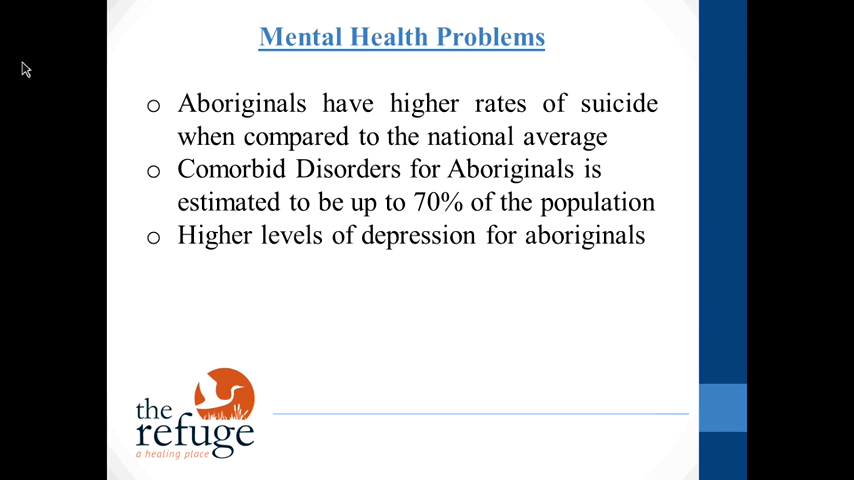 Mental Health Problems
o Aboriginals have higher rates of suicide
when compared to the national average
o Comorbid Disorders for Aboriginals is
estimated to be up to 70% of the population
o Higher levels of depression for aboriginals
the
refuge
a healing place